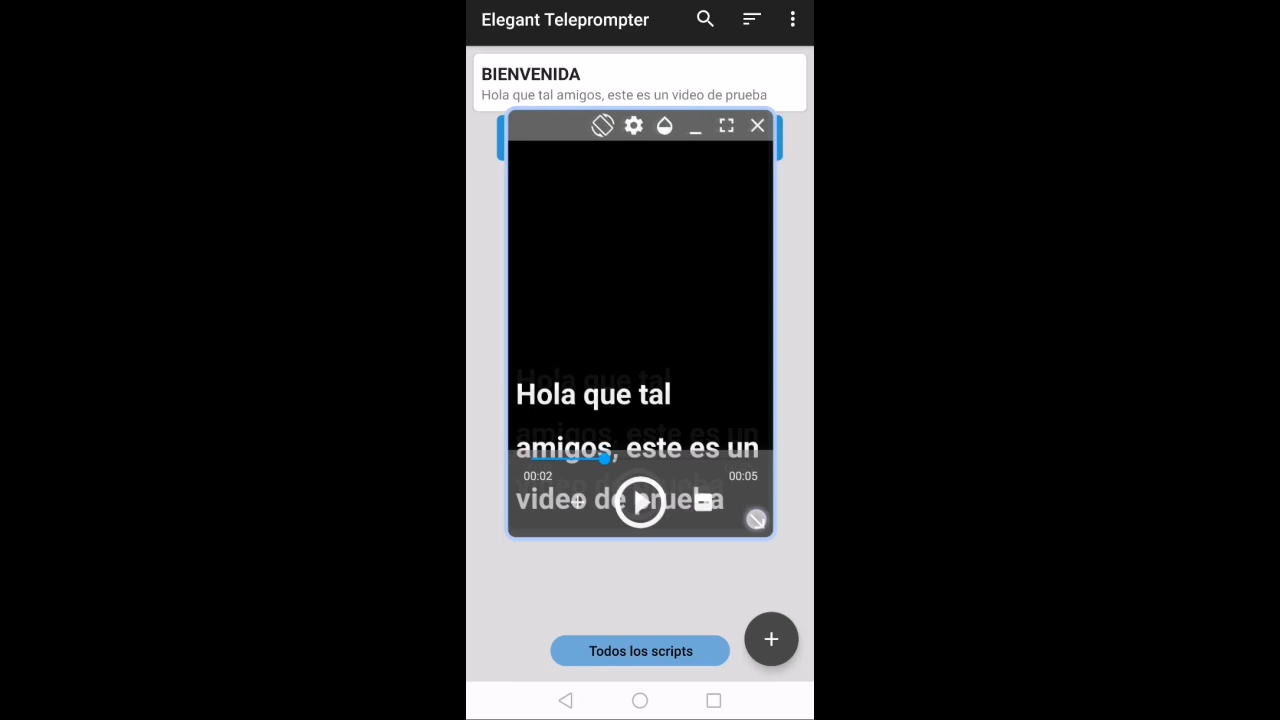 Elegant Teleprompter
BIENVENIDA
Hola que tal amigos, este es un video de prueba
Hola que tal
amigos, este es un
00:02
00:05
video de prueba
Todos los scripts